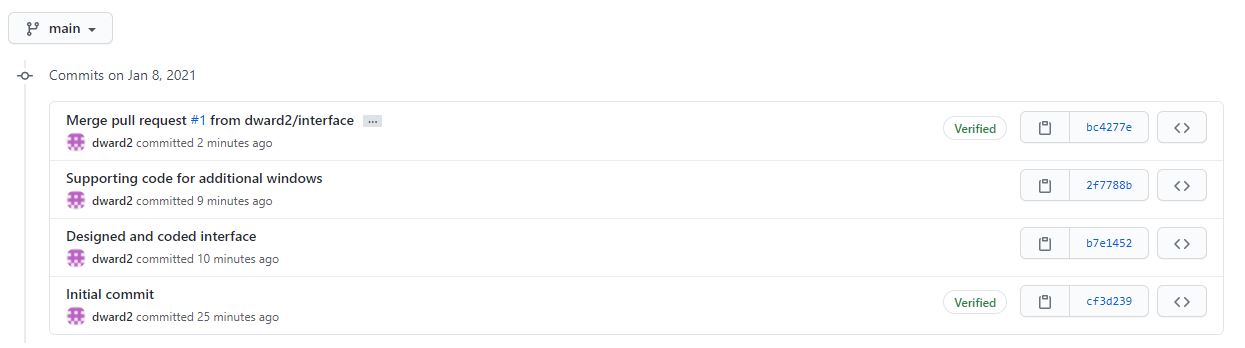 main
Commits on Jan 8, 2021
Merge pull request #1 from dward2/interface ...
dward2 committed 2 minutes ago
Verified
bc4277e
Supporting code for additional windows
dward2 committed 9 minutes ago
2f7788b
Designed and coded interface
dward2 committed 10 minutes ago
b7e1452
Initial commit
dward2 committed 25 minutes ago
Verified
cf3d239